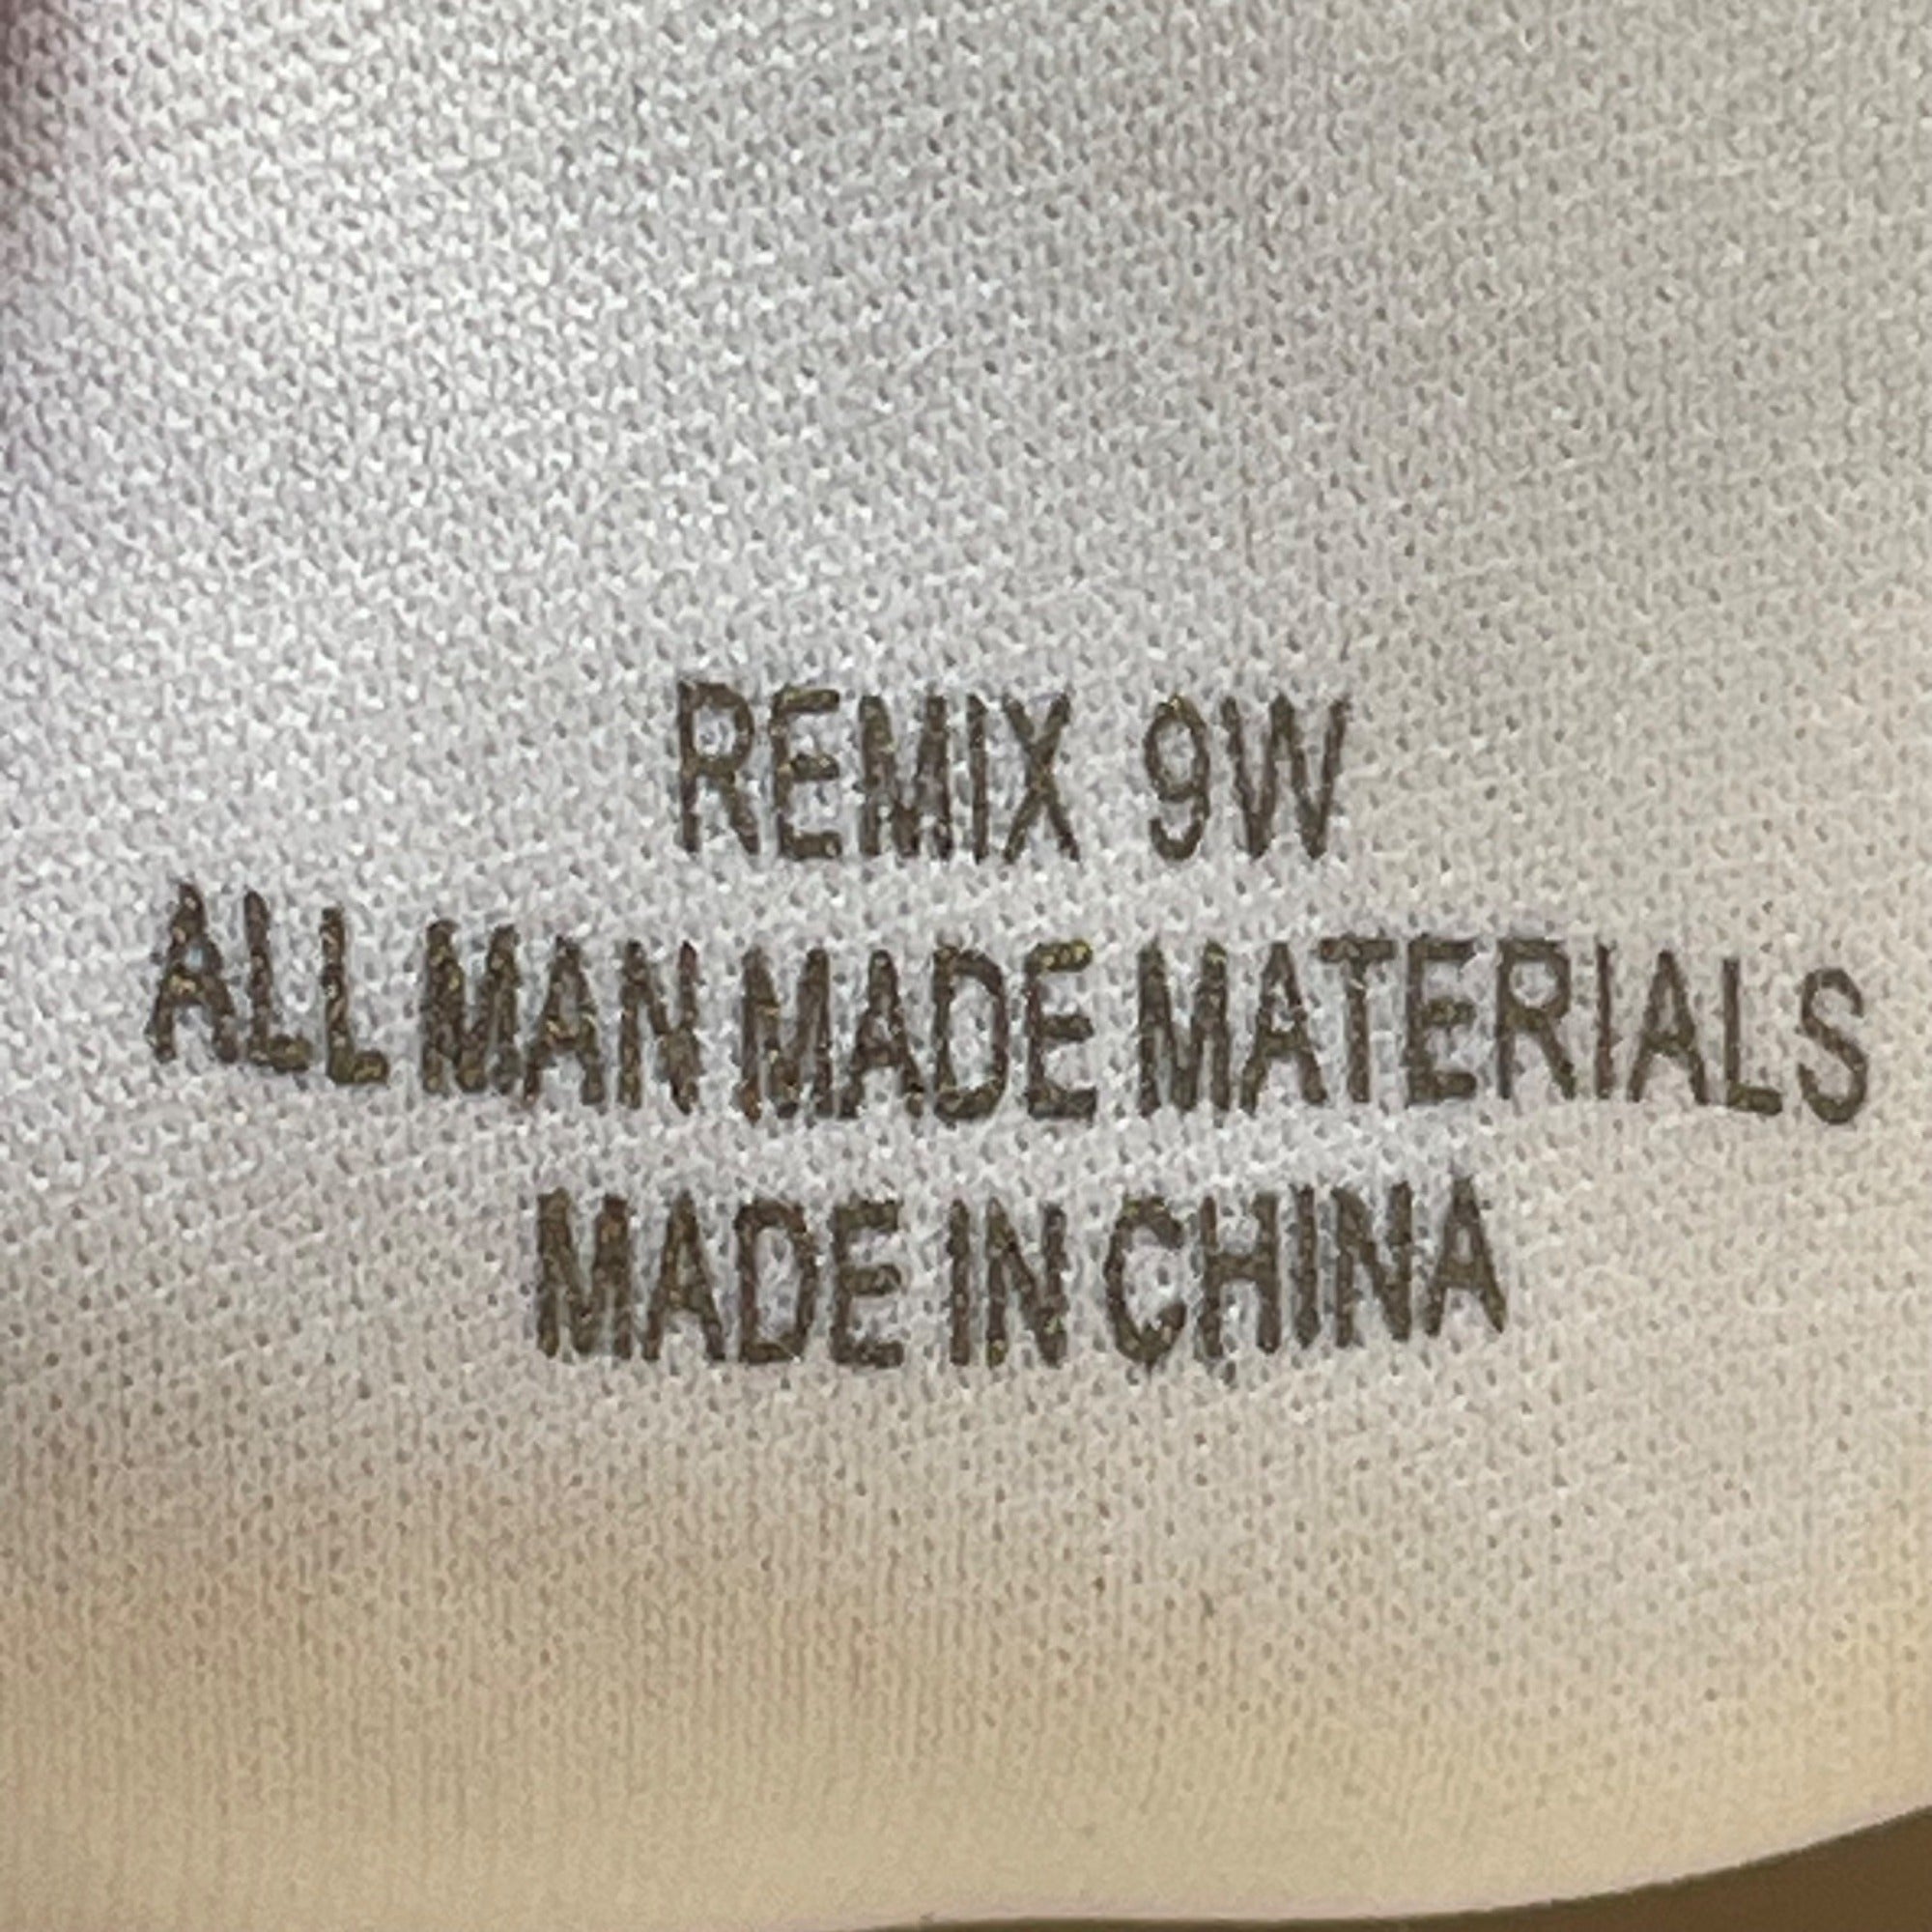 REMIX 9W
ALL MAN MADE MATERIALS
MADE IN CHINA